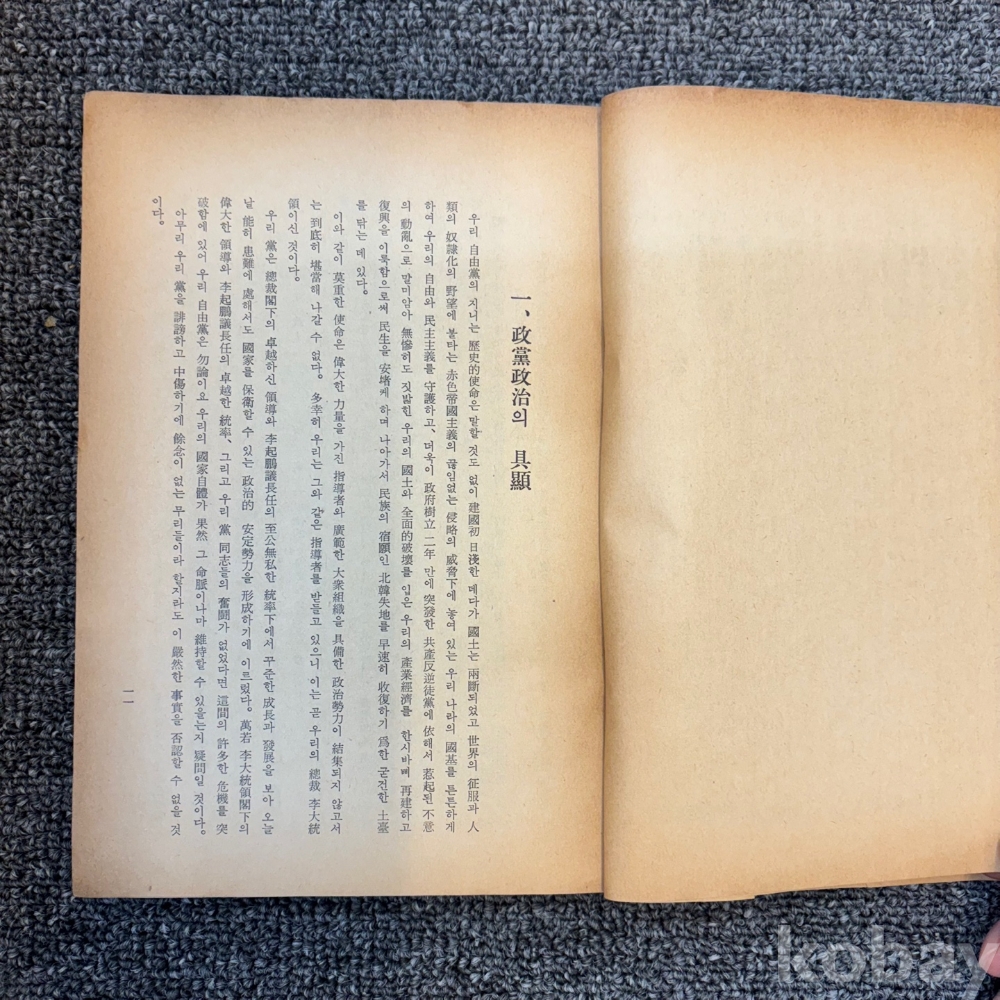 一、政黨政治의 具顯
우리 自由黨의 지니는 歷史的使命은 말할 것도 없이 建國初 日淺한 데다가 國土는 兩斷되었고 世界의 征服과 人
類의 奴隷化의 野望에 불타는 赤色帝國主義의 끊임없는 侵略의 威脅下에 놓여 있는 우리 나라의 國基를 튼튼하게
하여 우리의 自由와 民主主義를 守護하고、더욱이 政府樹立 二年 만에 突發한 共產反逆徒黨에 依해서 惹起된 不意
의 動亂으로 말미암아 無慘히도 짓밟힌 우리의 國土와 全面的破壞를 입은 우리의 產業經濟를 한시바삐 再建하고
復興을 이룩함으로써 民生을 安堵케 하며 나아가서 民族의 宿願인 北韓失地를 早速히 收復하기 爲한 굳건한 土臺
를 닦는 데 있다。
이와 같이 莫重한 使命은 偉大한 力量을 가진 指導者와 廣範한 大衆組織을 具備한 政治勢力이 結集되지 않고서
는 到底히 堪當해 나갈 수 없다。多幸히 우리는 그와 같은 指導者를 받들고 있으니 이는 곧 우리의 總裁 李大統
領이신 것이다。
우리 黨은 總裁閣下의 卓越하신 領導와 李起鵬議長任의 至公無私한 統率下에서 꾸준한 成長과 發展을 보아 오늘
날 能히 患難에 處해서도 國家를 保衛할 수 있는 政治的 安定勢力을 形成하기에 이르렀다。萬若 李大統領閣下의
偉大한 領導와 李起鵬議長任의 卓越한 統率、그리고 우리 黨 同志들의 奮鬪가 없었다면 這間의 許多한 危機를 突
破함에 있어 우리 自由黨은 勿論이요 우리의 國家自體가 果然 그 命脈이나마 維持할 수 있을는지 疑問일 것이다。
아무리 우리 黨을 誹謗하고 中傷하기에 餘念이 없는 무리들이라 할지라도 이 嚴然한 事實을 否認할 수 없을 것
이다。
一一
kobay